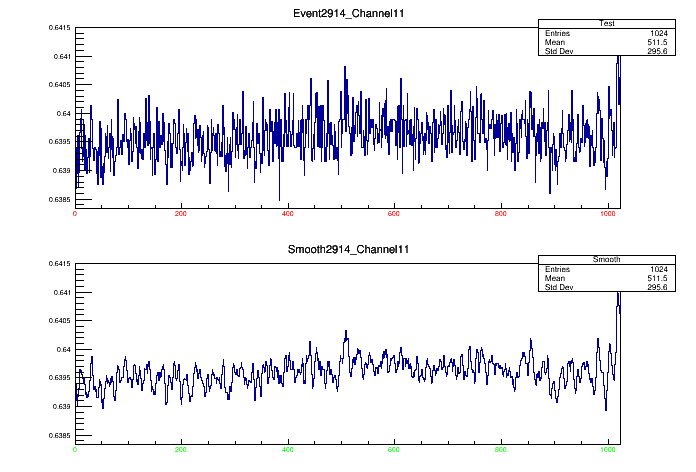 Event2914_Channel11
Test
Entries 1024
Mean 511.5
Std Dev 295.6
0.6415
0.641
0.6405
0.64
0.6395
0.639
0.6385
0 200 400 600 800 1000
Smooth2914_Channel11
Smooth
Entries 1024
Mean 511.5
Std Dev 295.6
0.6415
0.641
0.6405
0.64
0.6395
0.639
0.6385
0 200 400 600 800 1000